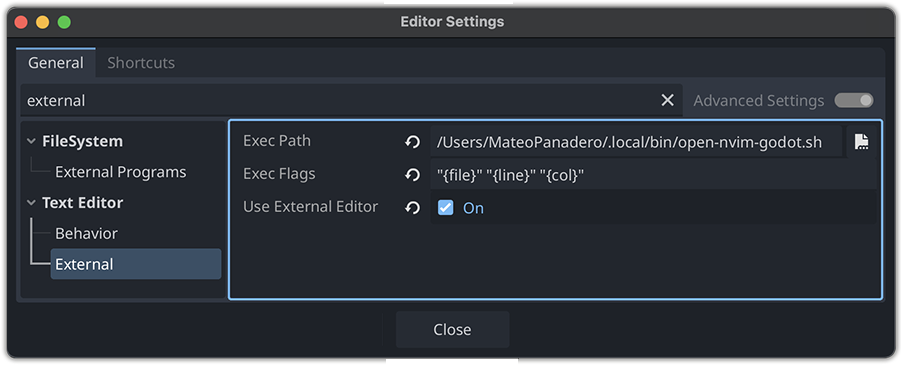 Editor Settings
General Shortcuts
external Advanced Settings
FileSystem
External Programs
Text Editor
Behavior
External
Exec Path /Users/MateoPanadero/.local/bin/open-nvim-godot.sh
Exec Flags "{file}" "{line}" "{col}"
Use External Editor On
Close